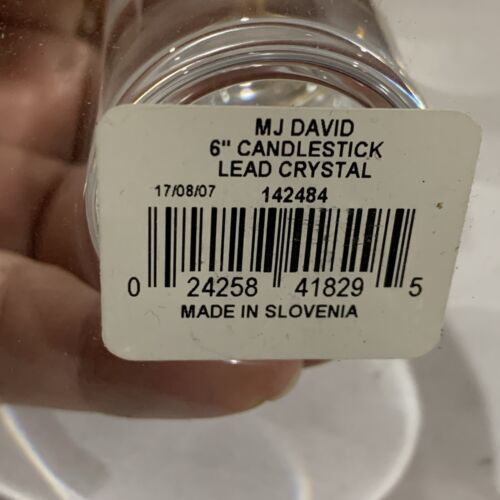 MJ DAVID
6" CANDLESTICK
LEAD CRYSTAL
17/08/07 142484
0 24258 41829 5
MADE IN SLOVENIA